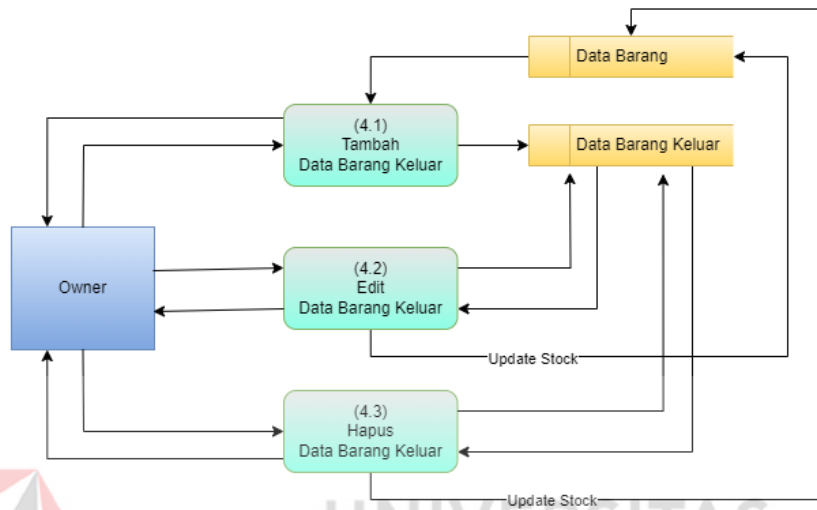 Data Barang
(4.1)
Tambah
Data Barang Keluar
Data Barang Keluar
Owner
(4.2)
Edit
Data Barang Keluar
Update Stock
(4.3)
Hapus
Data Barang Keluar
Update Stock
UNIVERSITAS